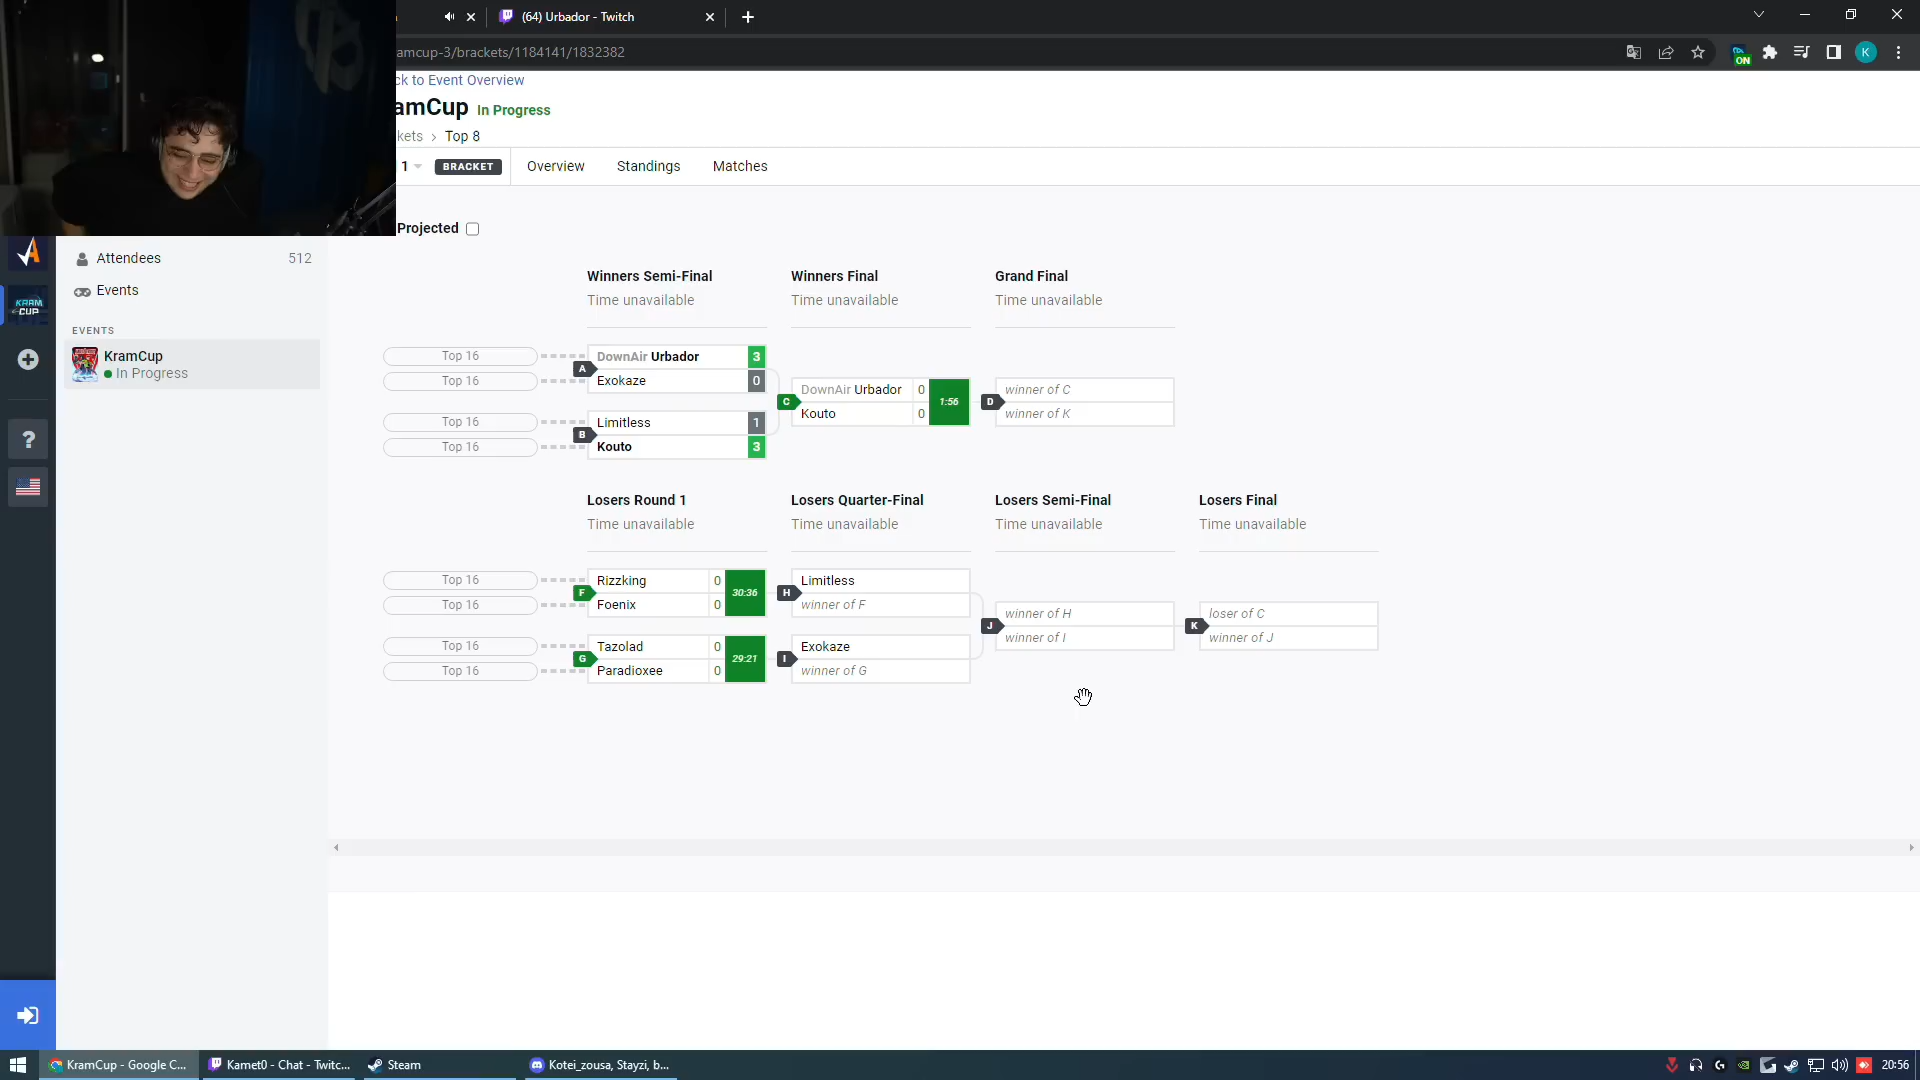 (64) Urbador - Twitch
amcup-3/brackets/1184141/1832382
ON
K
ck to Event Overview
amCup In Progress
kets > Top 8
1 BRACKET Overview Standings Matches
Projected
Attendees 512
KRAM
CUP
Events
EVENTS
KramCup
In Progress
?
Winners Semi-Final
Time unavailable
Winners Final
Time unavailable
Grand Final
Time unavailable
Top 16
Top 16
A
DownAir Urbador 3
Exokaze 0
Top 16
Top 16
B
Limitless 1
Kouto 3
C
DownAir Urbador 0
Kouto 0
1:56
D
winner of C
winner of K
Losers Round 1
Time unavailable
Losers Quarter-Final
Time unavailable
Losers Semi-Final
Time unavailable
Losers Final
Time unavailable
Top 16
Top 16
F
Rizzking 0
Foenix 0
30:36
Top 16
Top 16
G
Tazolad 0
Paradioxee 0
29:21
H
Limitless
winner of F
I
Exokaze
winner of G
J
winner of H
winner of I
K
loser of C
winner of J
KramCup - Google C...
Kamet0 - Chat - Twitc...
Steam
Kotei_zousa, Stayzi, b...
20:56